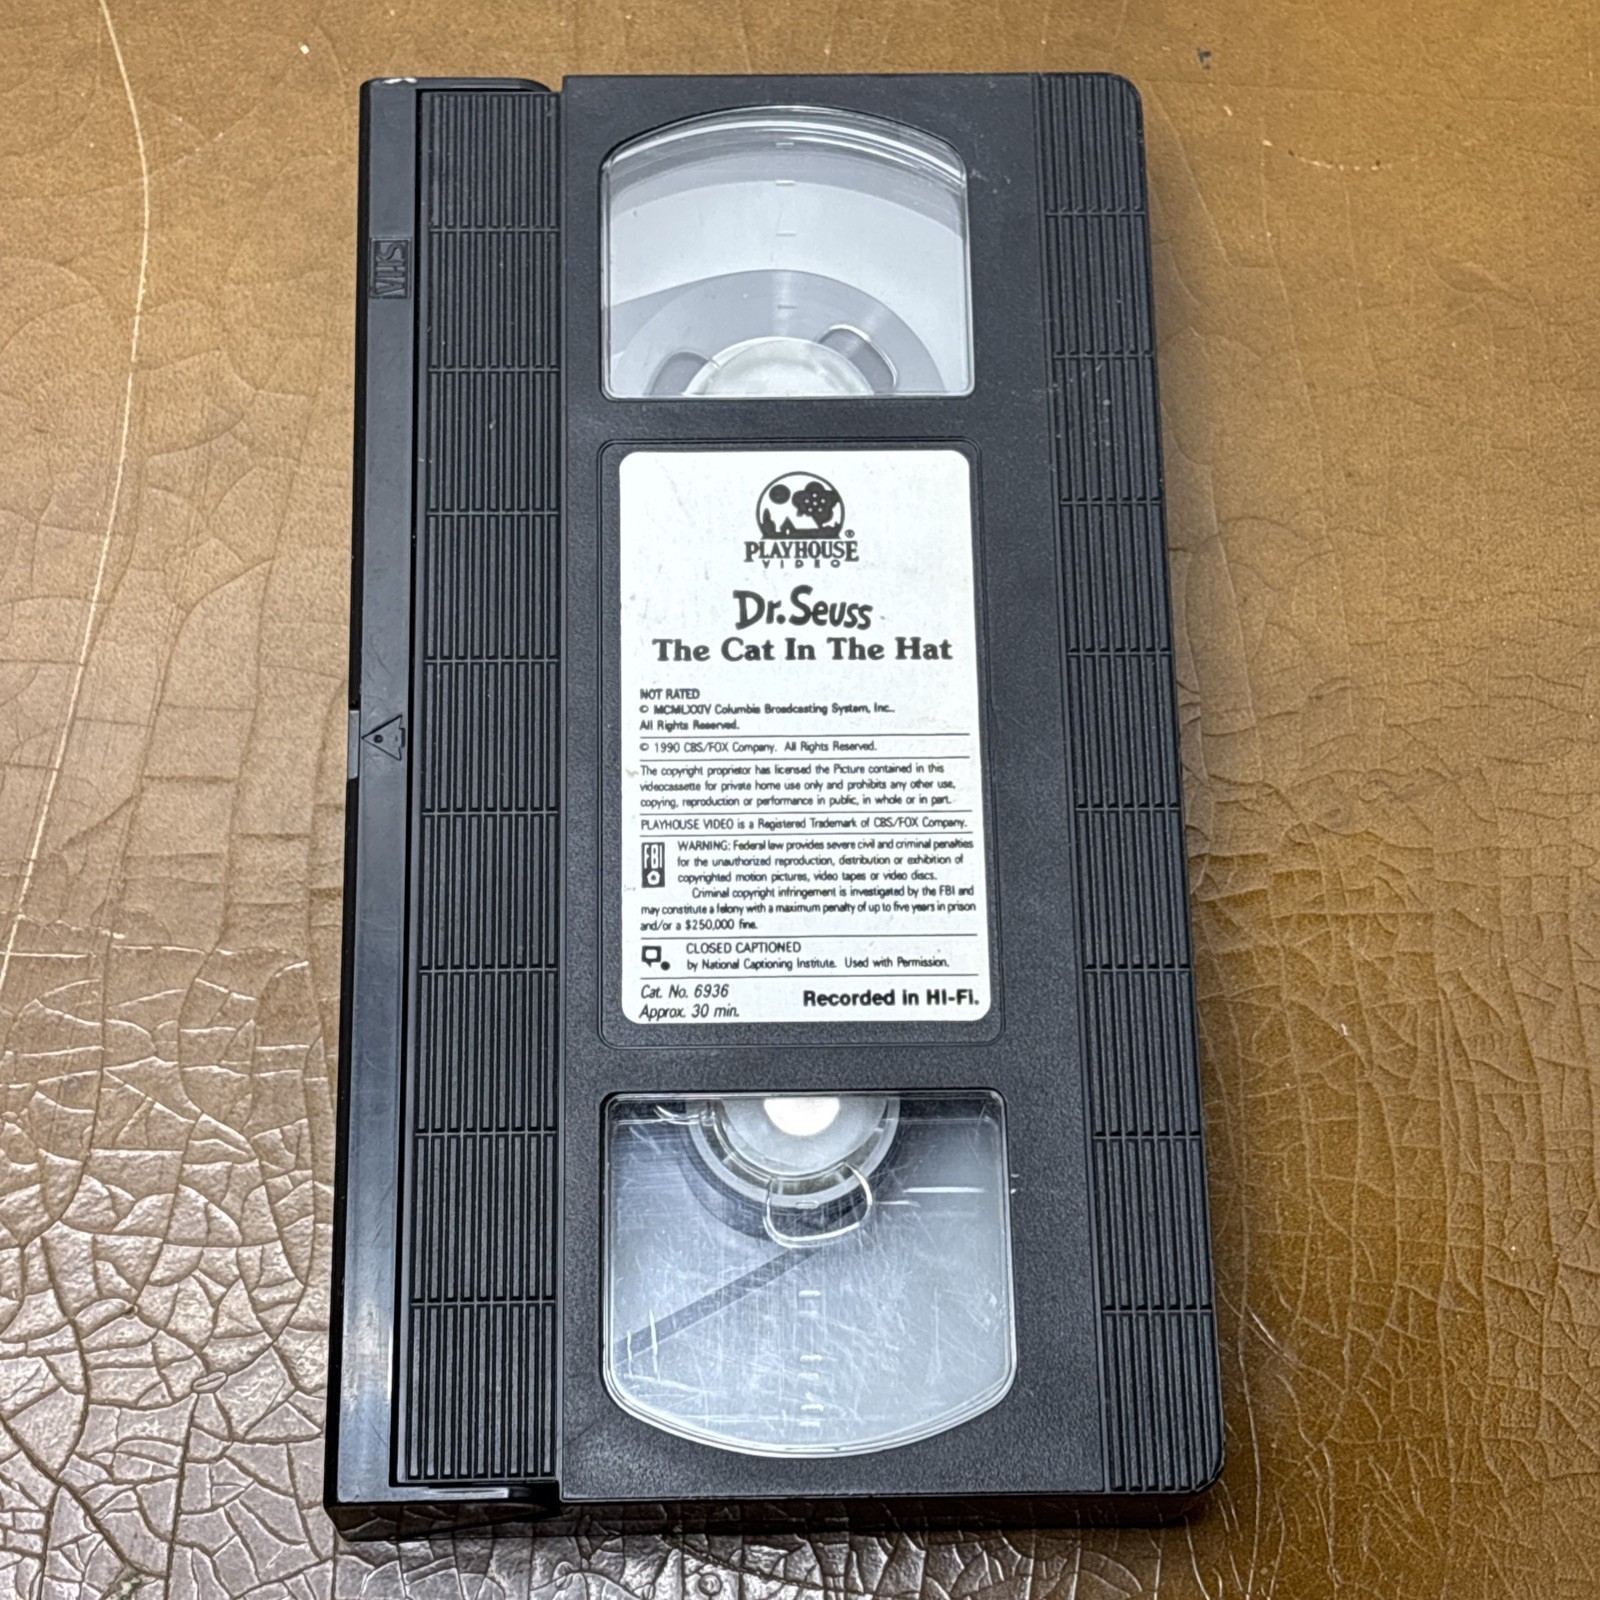 VHS
PLAYHOUSE®
VIDEO
Dr. Seuss
The Cat In The Hat
NOT RATED
© MCMLXXIV Columbia Broadcasting System, Inc..
All Rights Reserved.
© 1990 CBS/FOX Company. All Rights Reserved.
The copyright proprietor has licensed the Picture contained in this
videocassette for private home use only and prohibits any other use,
copying, reproduction or performance in public, in whole or in part.
PLAYHOUSE VIDEO is a Registered Trademark of CBS/FOX Company.
FBI
WARNING: Federal law provides severe civil and criminal penalties
for the unauthorized reproduction, distribution or exhibition of
copyrighted motion pictures, video tapes or video discs.
Criminal copyright infringement is investigated by the FBI and
may constitute a felony with a maximum penalty of up to five years in prison
and/or a $250,000 fine.
CLOSED CAPTIONED
by National Captioning Institute. Used with Permission.
Cat. No. 6936
Approx. 30 min.
Recorded in HI-FI.